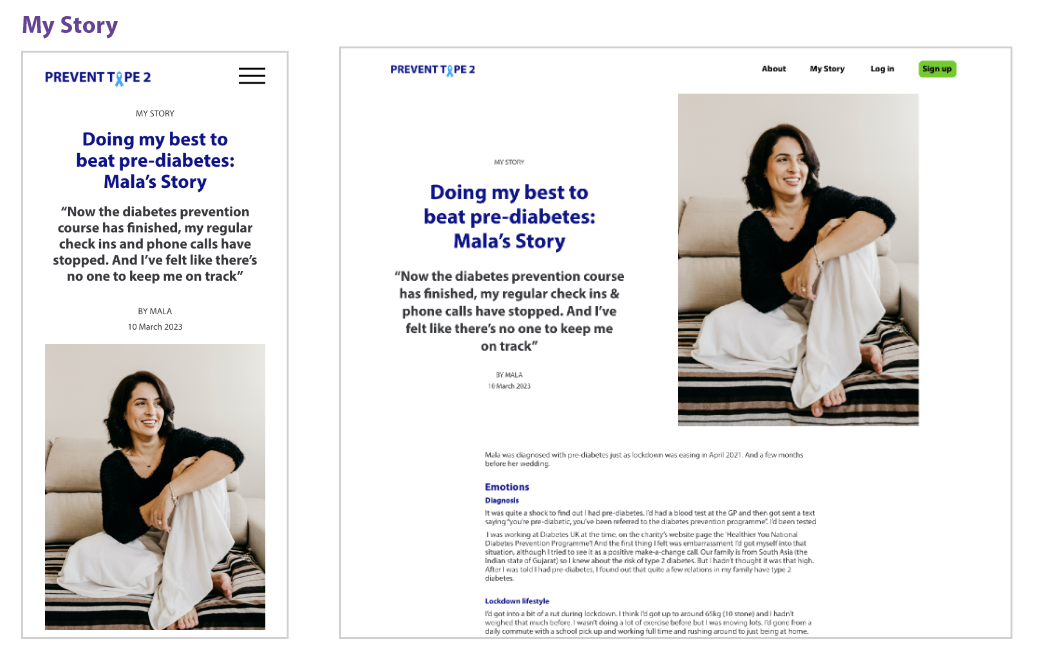 My Story
PREVENT TYPE 2
MY STORY
Doing my best to
beat pre-diabetes:
Mala’s Story
“Now the diabetes prevention
course has finished, my regular
check ins and phone calls have
stopped. And I’ve felt like there’s
no one to keep me on track”
BY MALA
10 March 2023
PREVENT TYPE 2
About My Story Log in Sign up
MY STORY
Doing my best to
beat pre-diabetes:
Mala’s Story
“Now the diabetes prevention course
has finished, my regular check ins &
phone calls have stopped. And I’ve
felt like there’s no one to keep me
on track”
BY MALA
10 March 2023
Mala was diagnosed with pre-diabetes just as lockdown was easing in April 2021. And a few months
before her wedding.
Emotions
Diagnosis
It was quite a shock to find out I had pre-diabetes. I’d had a blood test at the GP and then got sent a text
saying “you’re pre-diabetic, you’ve been referred to the diabetes prevention programme”. I’d been tested
I was working at Diabetes UK at the time, on the charity’s website page the ‘Healthier You National
Diabetes Prevention Programme’! And the first thing I felt was embarrassment I’d got myself into that
situation, although I tried to see it as a positive make-a-change call. Our family is from South Asia (the
Indian state of Gujarat) so I knew about the risk of type 2 diabetes. But I hadn’t thought it was that high.
After I was told I had pre-diabetes, I found out that quite a few relations in my family have type 2
diabetes.
Lockdown lifestyle
I’d got into a bit of a rut during lockdown. I think I’d got up to around 65kg (10 stone) and I hadn’t
weighed that much before. I wasn’t doing a lot of exercise before but I was moving lots. I’d gone from a
daily commute with a school pick up and working full time and rushing around to just being at home.